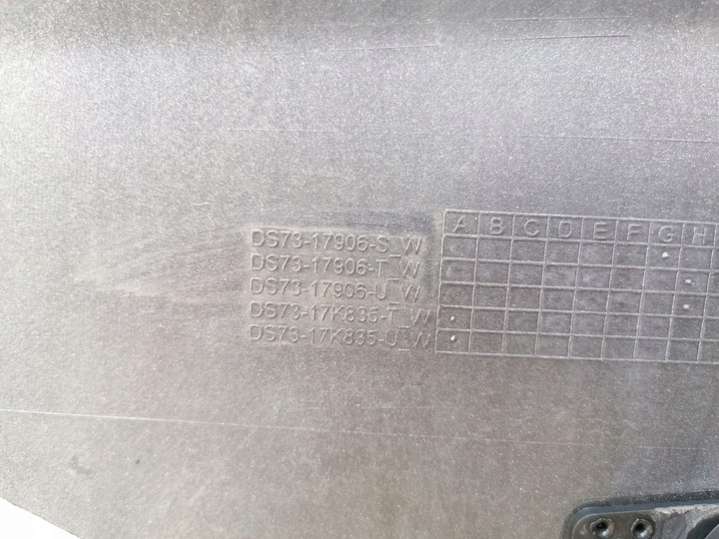 A B C D E F G H
DS73-17906-S_W
DS73-17906-T_W
DS73-17906-U_W
DS73-17K835-T_W
DS73-17K835-U_W